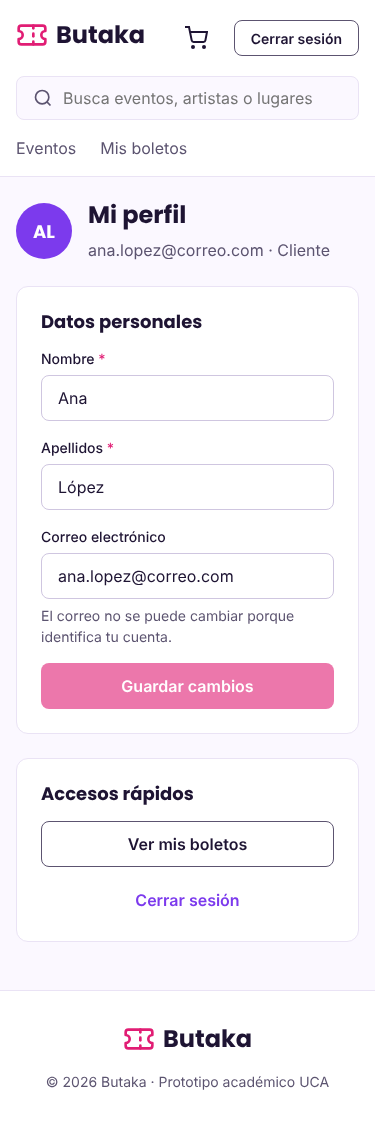 Butaka
Cerrar sesión
Busca eventos, artistas o lugares
Eventos Mis boletos
AL
Mi perfil
ana.lopez@correo.com · Cliente
Datos personales
Nombre *
Ana
Apellidos *
López
Correo electrónico
ana.lopez@correo.com
El correo no se puede cambiar porque
identifica tu cuenta.
Guardar cambios
Accesos rápidos
Ver mis boletos
Cerrar sesión
Butaka
© 2026 Butaka · Prototipo académico UCA